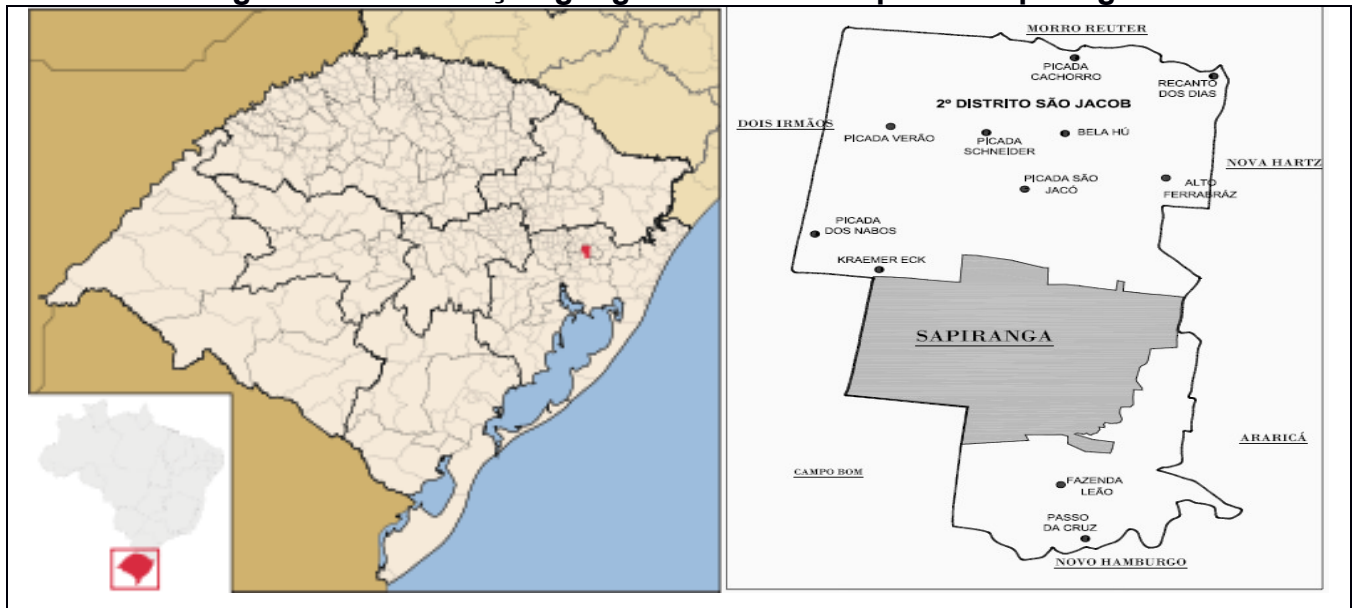 MORRO REUTER
PICADA
CACHORRO
RECANTO
DOS DIAS
2º DISTRITO SÃO JACOB
DOIS IRMÃOS
PICADA VERÃO
PICADA
SCHNEIDER
BELA HÚ
NOVA HARTZ
PICADA SÃO
JACÓ
ALTO
FERRABRÁZ
PICADA
DOS NABOS
KRAEMER ECK
SAPIRANGA
ARARICÁ
CAMPO BOM
FAZENDA
LEÃO
PASSO
DA CRUZ
NOVO HAMBURGO